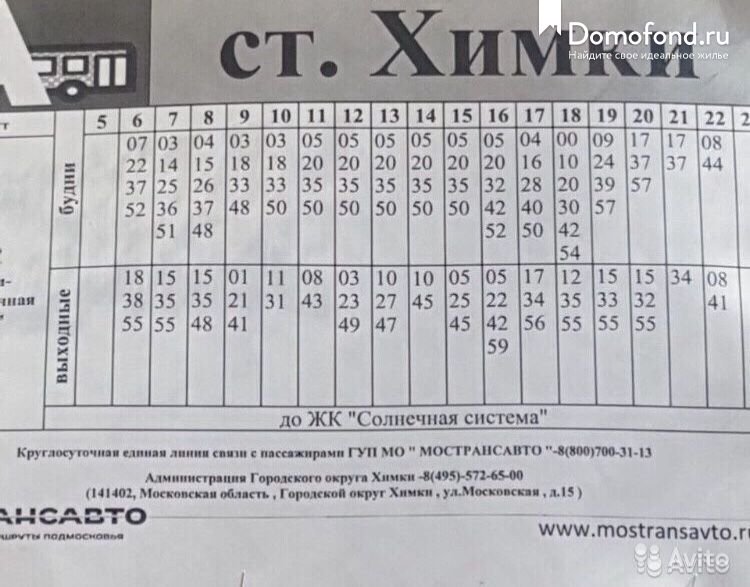 Domofond.ru
Найдите свое идеальное жилье
ст. Химки
5 6 7 8 9 10 11 12 13 14 15 16 17 18 19 20 21 22
будни
07 03 04 03 03 05 05 05 05 05 05 04 00 09 17 17 08
22 14 15 18 18 20 20 20 20 20 20 16 10 24 37 37 44
37 25 26 33 33 35 35 35 35 35 32 28 20 39 57
52 36 37 48 50 50 50 50 50 50 42 40 30 57
51 48 52 50 42
54
выходные
18 15 15 01 11 08 03 10 10 05 05 17 12 15 15 34 08
38 35 35 21 31 43 23 27 45 25 22 34 35 33 32 41
55 55 48 41 49 47 45 42 56 55 55 55
59
до ЖК "Солнечная система"
Круглосуточная единая линия связи с пассажирами ГУП МО " МОСТРАНСАВТО "-8(800)700-31-13
Администрация Городского округа Химки -8(495)-572-65-00
(141402, Московская область , Городской округ Химки , ул.Московская , д.15 )
АНСАВТО
ШРУТЫ ПОДМОСКОВЬЯ
www.mostransavto.ru
Avito